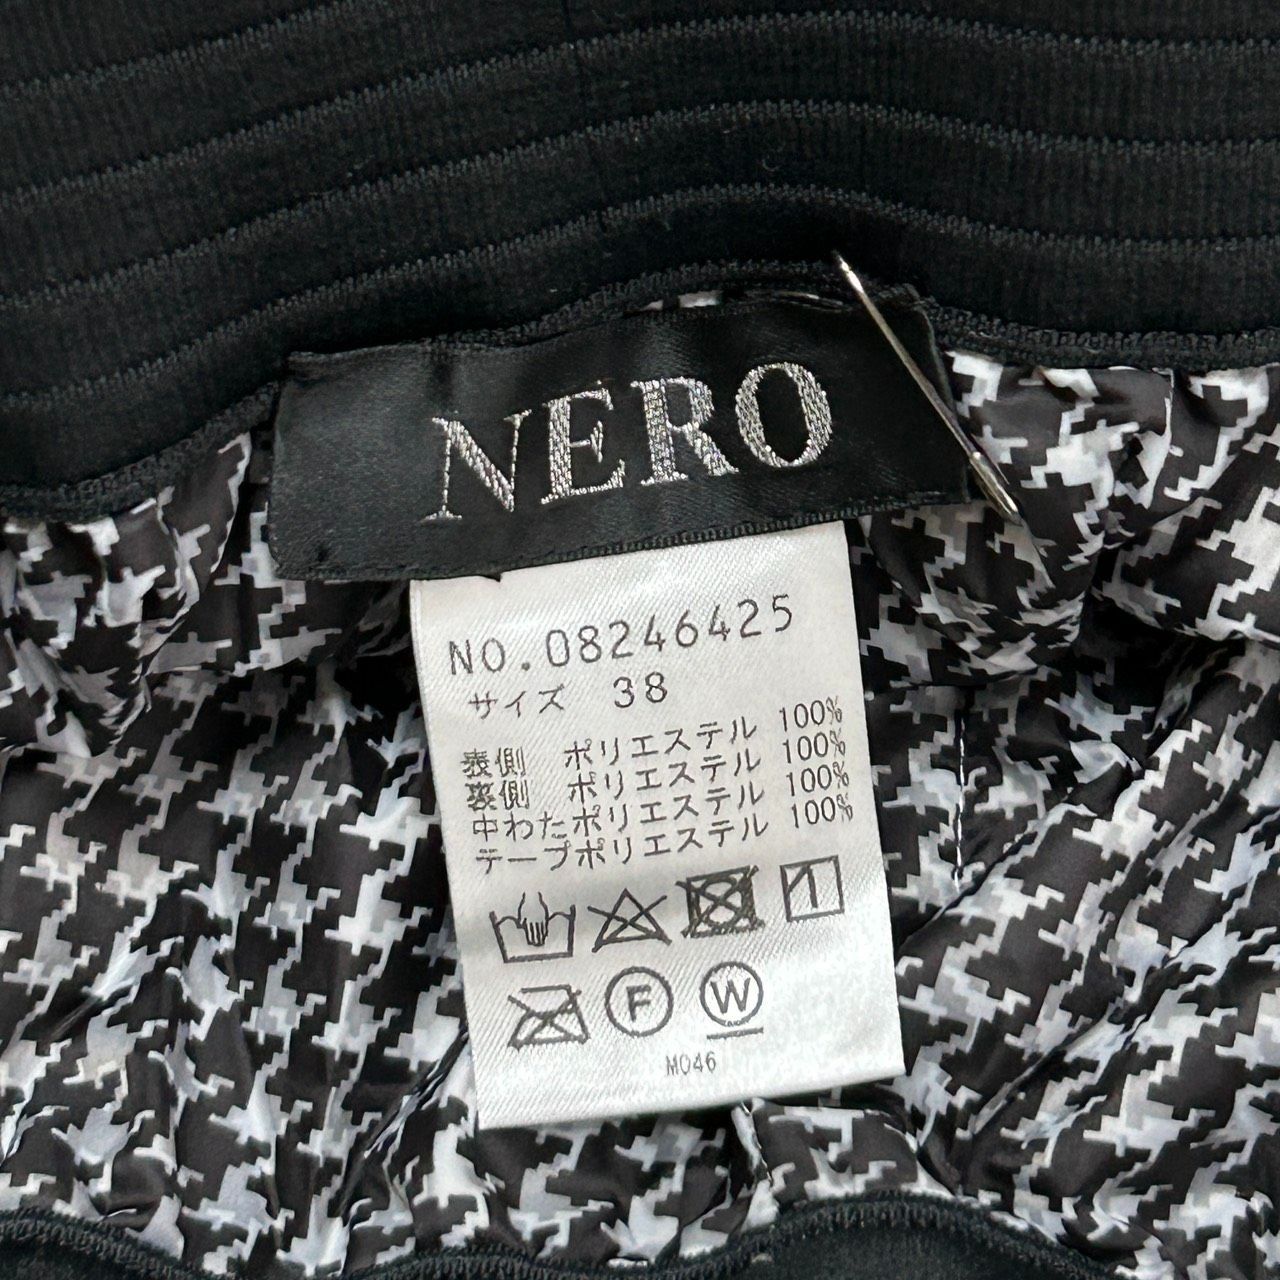 NERO
NO.08246425
サイズ 38
表側 ポリエステル 100%
裏側 ポリエステル 100%
中わたポリエステル 100%
テープポリエステル 100%
F W
M046